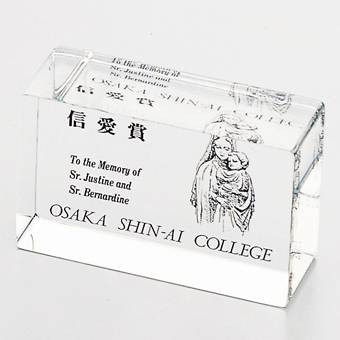 信愛賞
To the Memory of
Sr. Justine and
Sr. Bernardine
OSAKA SHIN-AI COLLEGE